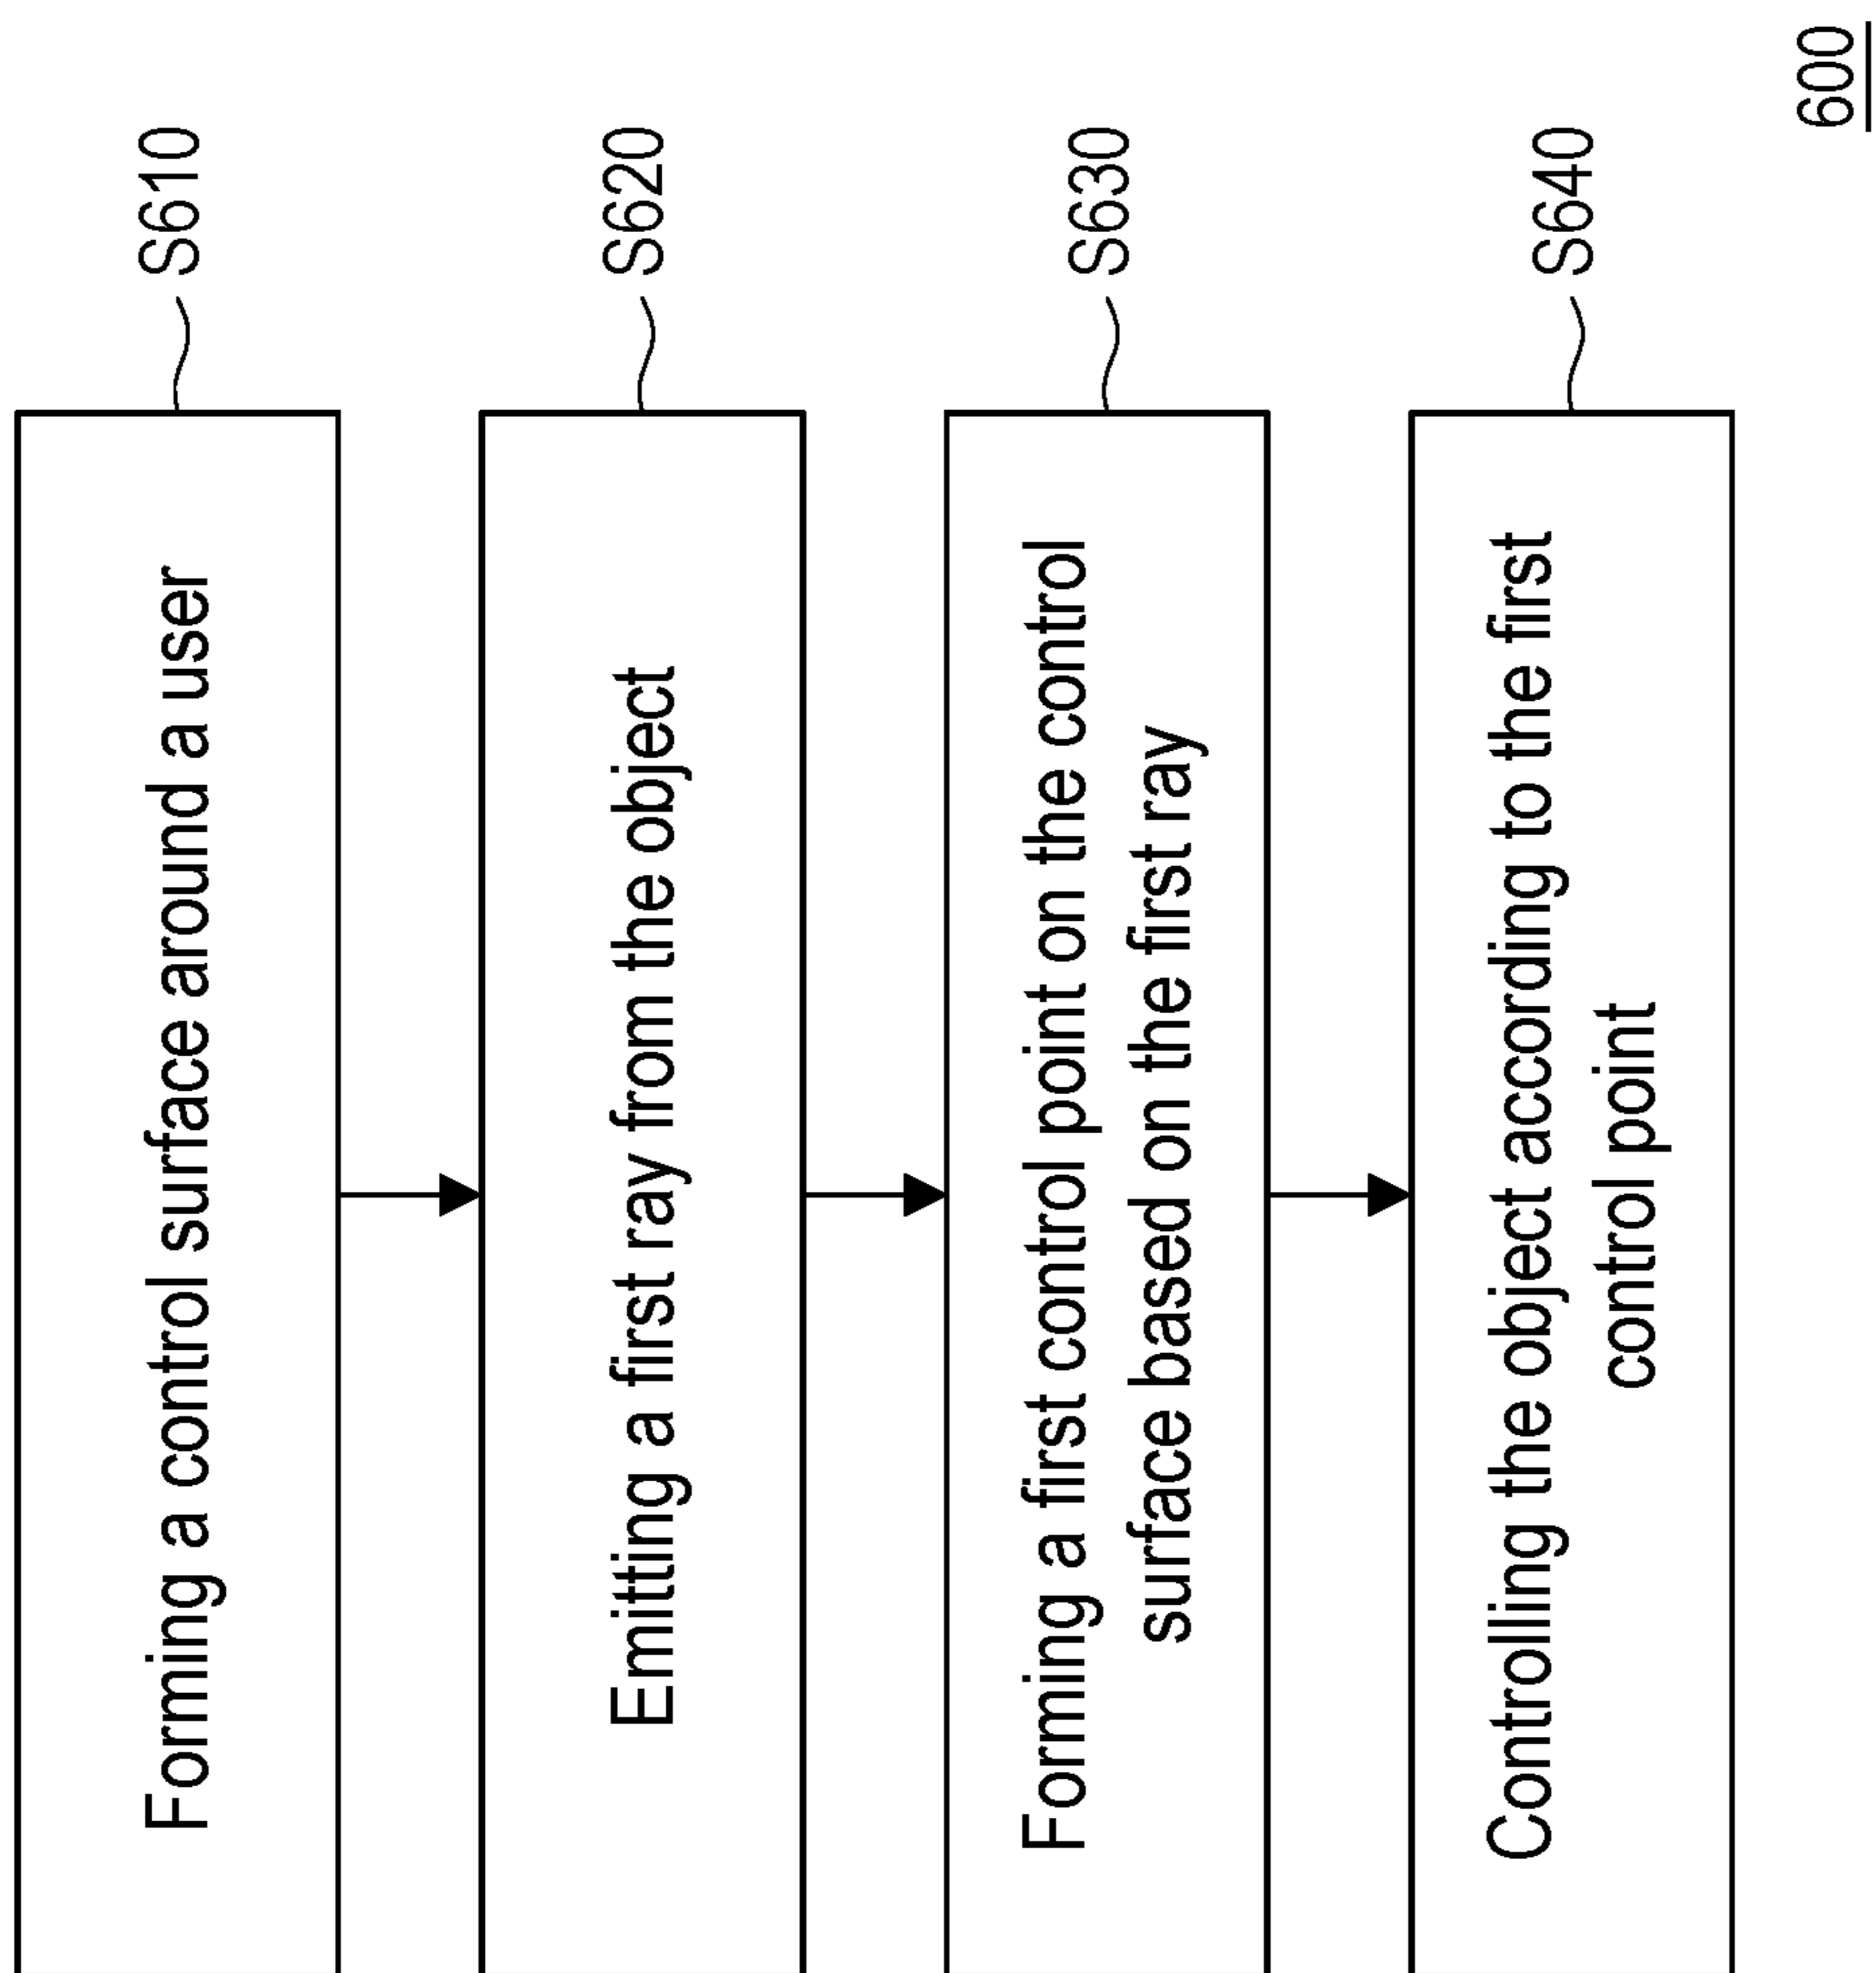 Forming a control surface around a user
S610
Emitting a first ray from the object
S620
Forming a first control point on the control
surface based on the first ray
S630
Controlling the object according to the first
control point
S640
600